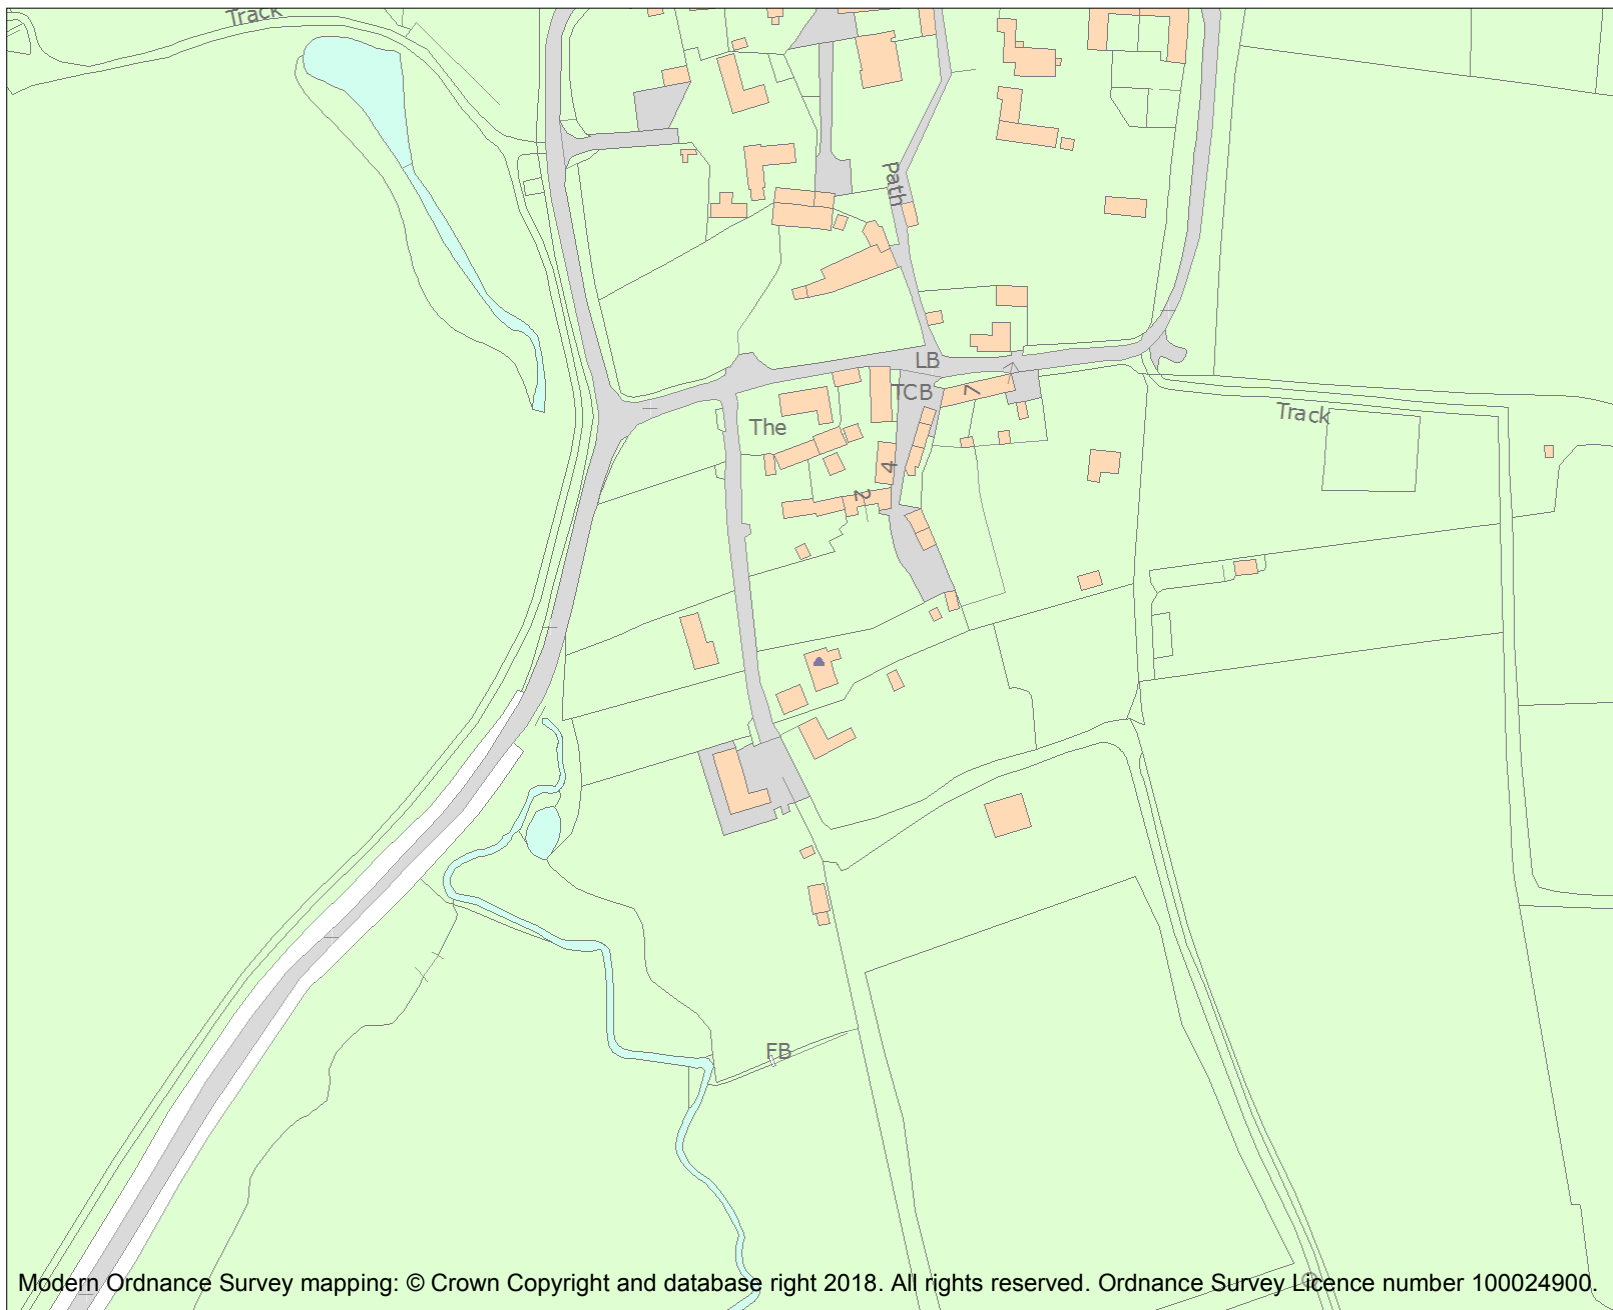 Track
Path
LB
TCB
7
The
Track
4
2
FB
Modern Ordnance Survey mapping: © Crown Copyright and database right 2018. All rights reserved. Ordnance Survey Licence number 100024900.